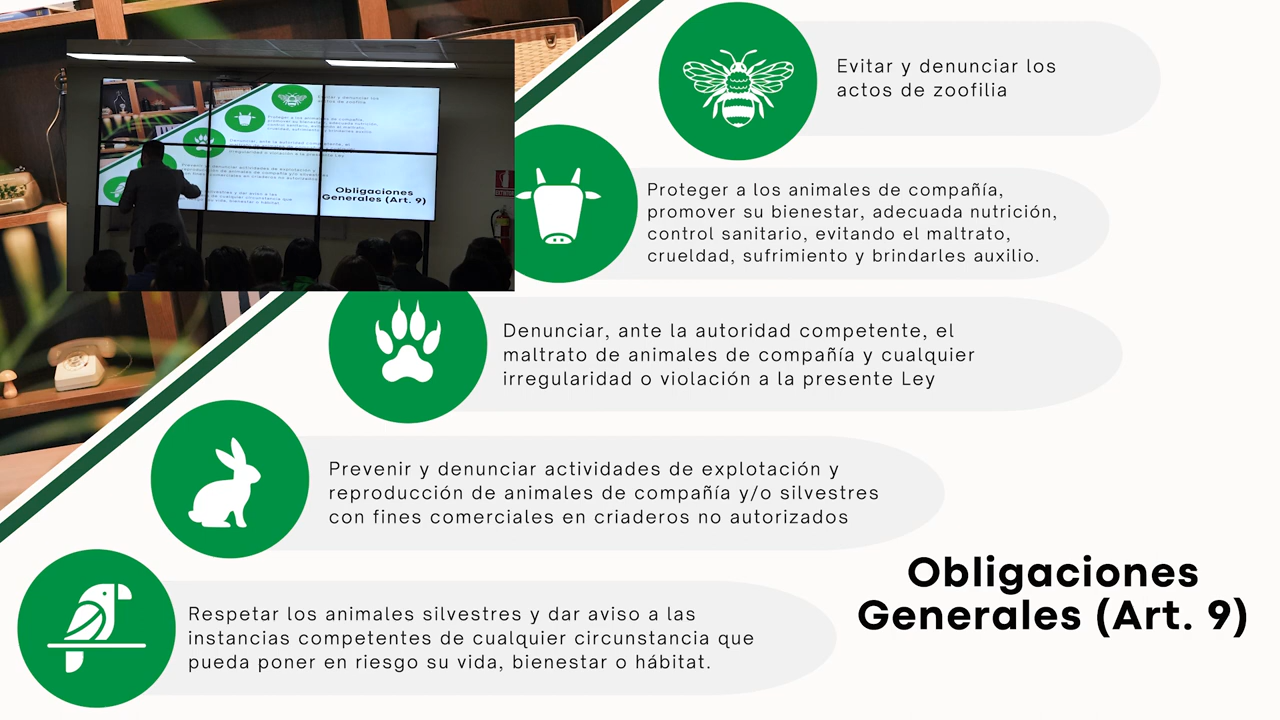 Evitar y denunciar los
actos de zoofilia
Proteger a los animales de compañía,
promover su bienestar, adecuada nutrición,
control sanitario, evitando el maltrato,
crueldad, sufrimiento y brindarles auxilio.
Denunciar, ante la autoridad competente, el
maltrato de animales de compañía y cualquier
irregularidad o violación a la presente Ley
Prevenir y denunciar actividades de explotación y
reproducción de animales de compañía y/o silvestres
con fines comerciales en criaderos no autorizados
Respetar los animales silvestres y dar aviso a las
instancias competentes de cualquier circunstancia que
pueda poner en riesgo su vida, bienestar o hábitat.
Obligaciones
Generales (Art. 9)
Obligaciones
Generales (Art. 9)